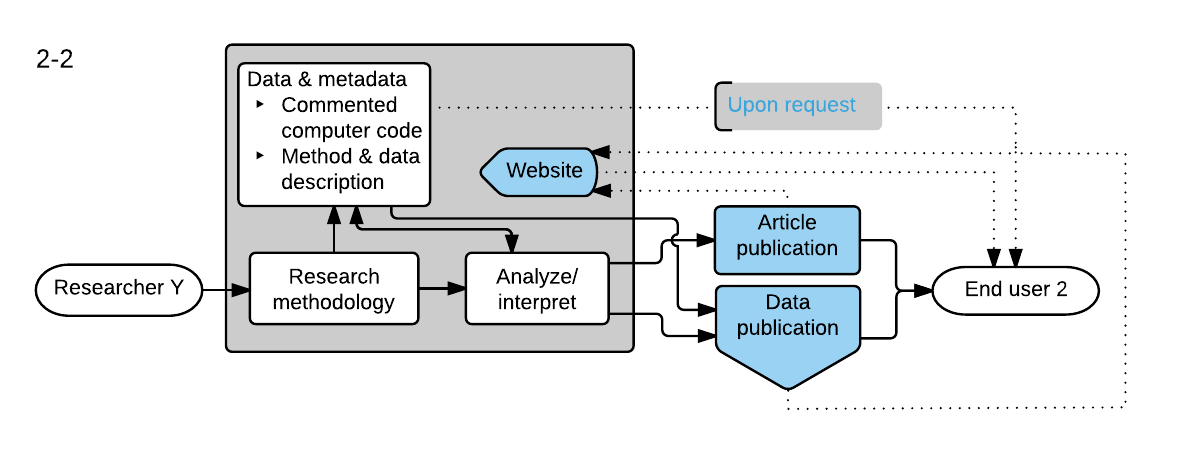 2-2
Data & metadata
‣ Commented
computer code
‣ Method & data
description
Upon request
Website
Article
publication
Researcher Y
Research
methodology
Analyze/
interpret
Data
publication
End user 2